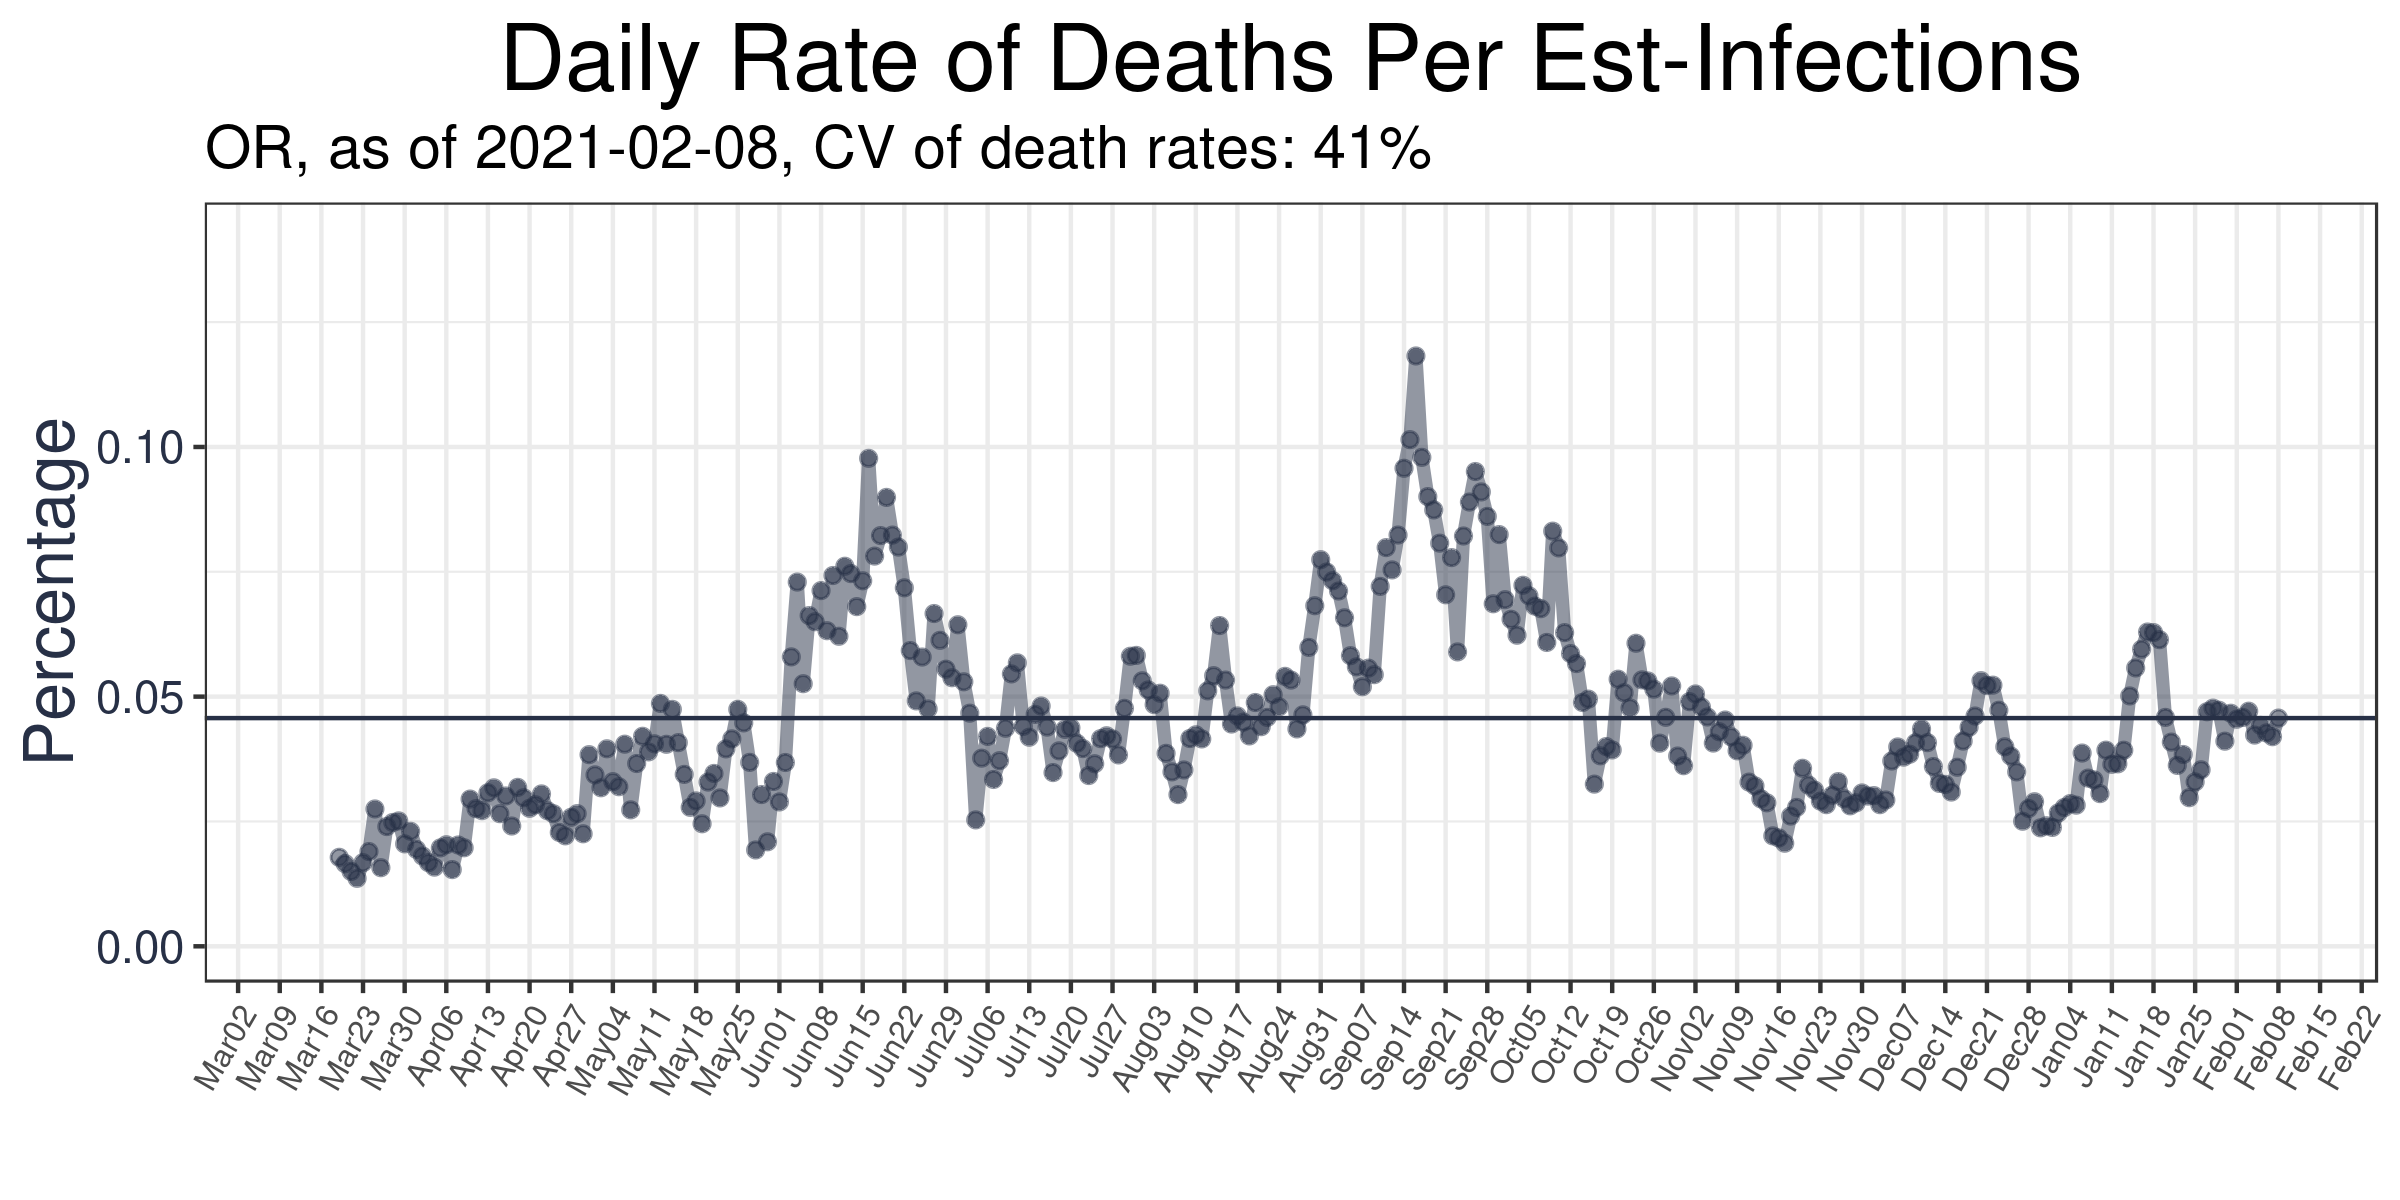 Daily Rate of Deaths Per Est-Infections
OR, as of 2021-02-08, CV of death rates: 41%
Percentage
0.10
0.05
0.00
Mar02 Mar09 Mar16 Mar23 Mar30 Apr06 Apr13 Apr20 Apr27 May04 May11 May18 May25 Jun01 Jun08 Jun15 Jun22 Jun29 Jul06 Jul13 Jul20 Jul27 Aug03 Aug10 Aug17 Aug24 Aug31 Sep07 Sep14 Sep21 Sep28 Oct05 Oct12 Oct19 Oct26 Nov02 Nov09 Nov16 Nov23 Nov30 Dec07 Dec14 Dec21 Dec28 Jan04 Jan11 Jan18 Jan25 Feb01 Feb08 Feb15 Feb22